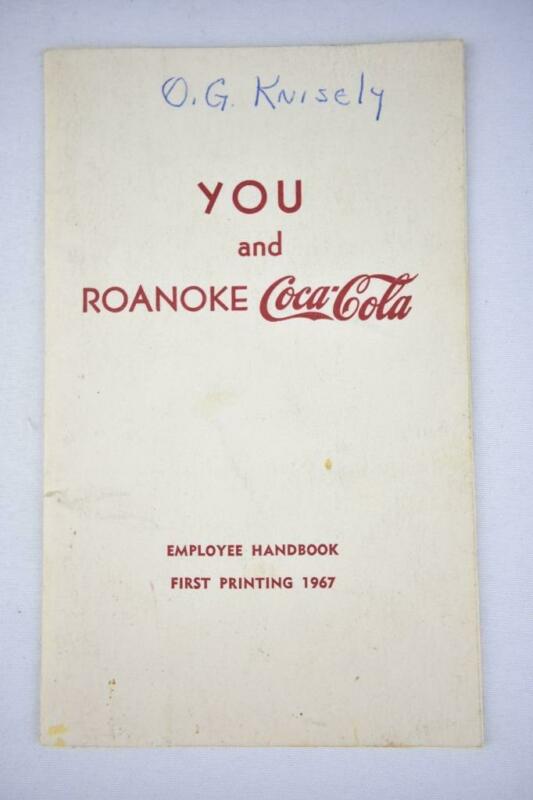 O.G. Knisely
YOU
and
ROANOKE Coca-Cola
EMPLOYEE HANDBOOK
FIRST PRINTING 1967